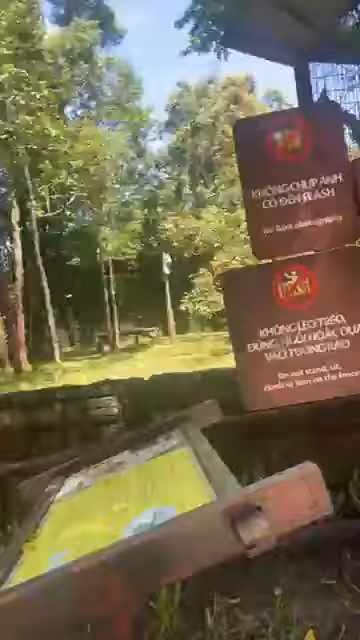 KHÔNG CHỤP ẢNH
CÓ ĐÈN FLASH
No flash photography
KHÔNG LEO TRÈO,
ĐỨNG, NGỒI HOẶC DỰA
VÀO TƯỜNG RÀO
Do not stand, sit,
climb or lean on the fence